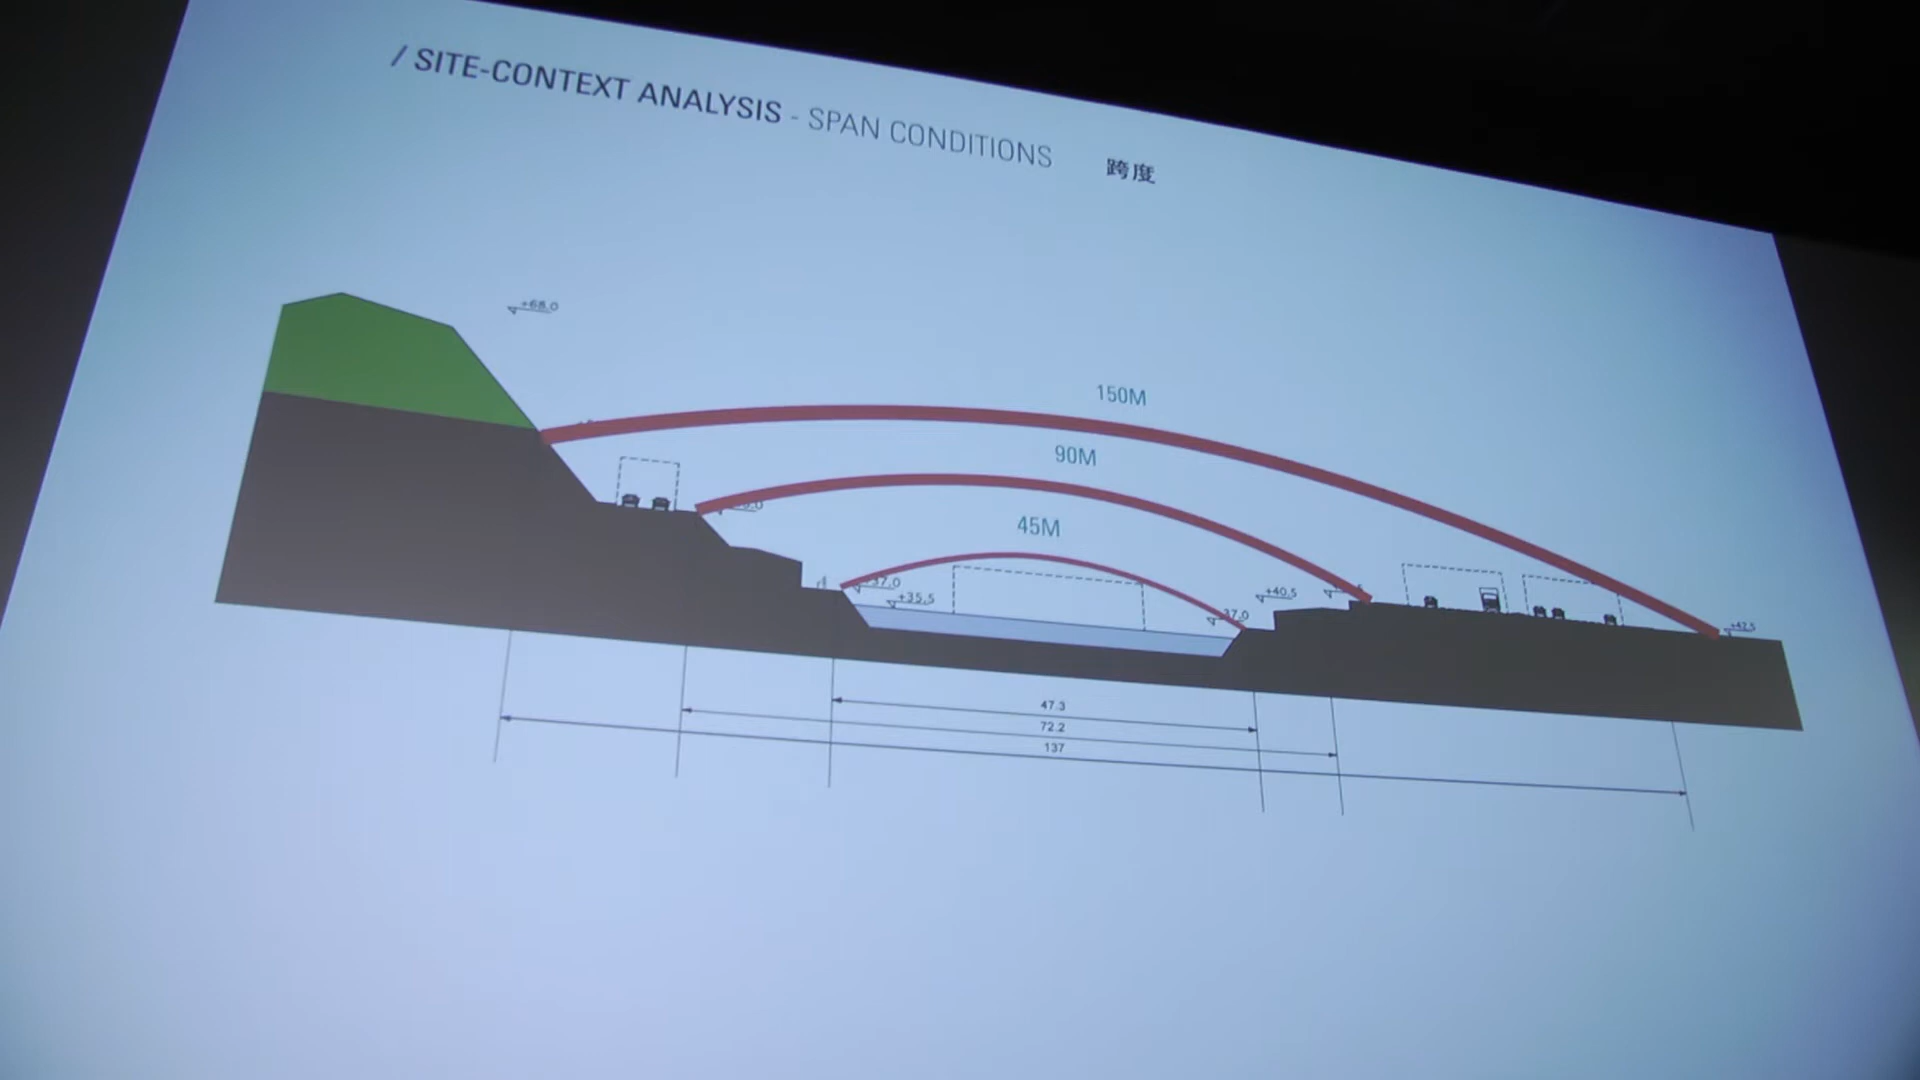 / SITE-CONTEXT ANALYSIS - SPAN CONDITIONS 跨度
+68.0
150M
90M
45M
37.0
+35.5
37.0
+40.5
+42.5
47.3
72.2
137